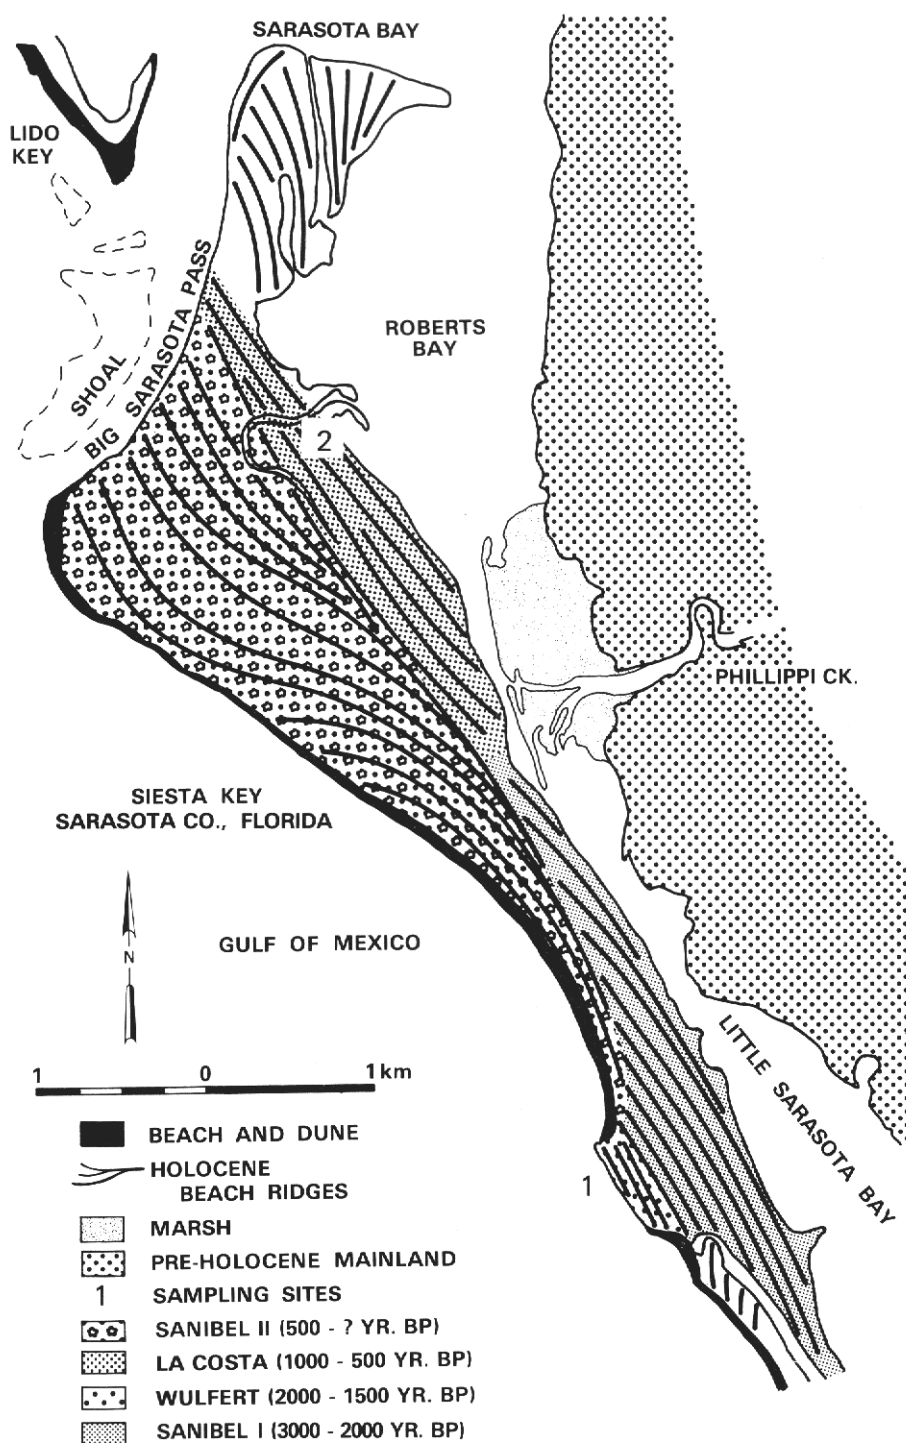 SARASOTA BAY
LIDO
KEY
BIG SARASOTA PASS
SHOAL
ROBERTS
BAY
2
PHILLIPPI CK.
SIESTA KEY
SARASOTA CO., FLORIDA
N
GULF OF MEXICO
LITTLE SARASOTA BAY
1 0 1 km
1
BEACH AND DUNE
HOLOCENE
BEACH RIDGES
MARSH
PRE-HOLOCENE MAINLAND
1 SAMPLING SITES
SANIBEL II (500 - ? YR. BP)
LA COSTA (1000 - 500 YR. BP)
WULFERT (2000 - 1500 YR. BP)
SANIBEL I (3000 - 2000 YR. BP)